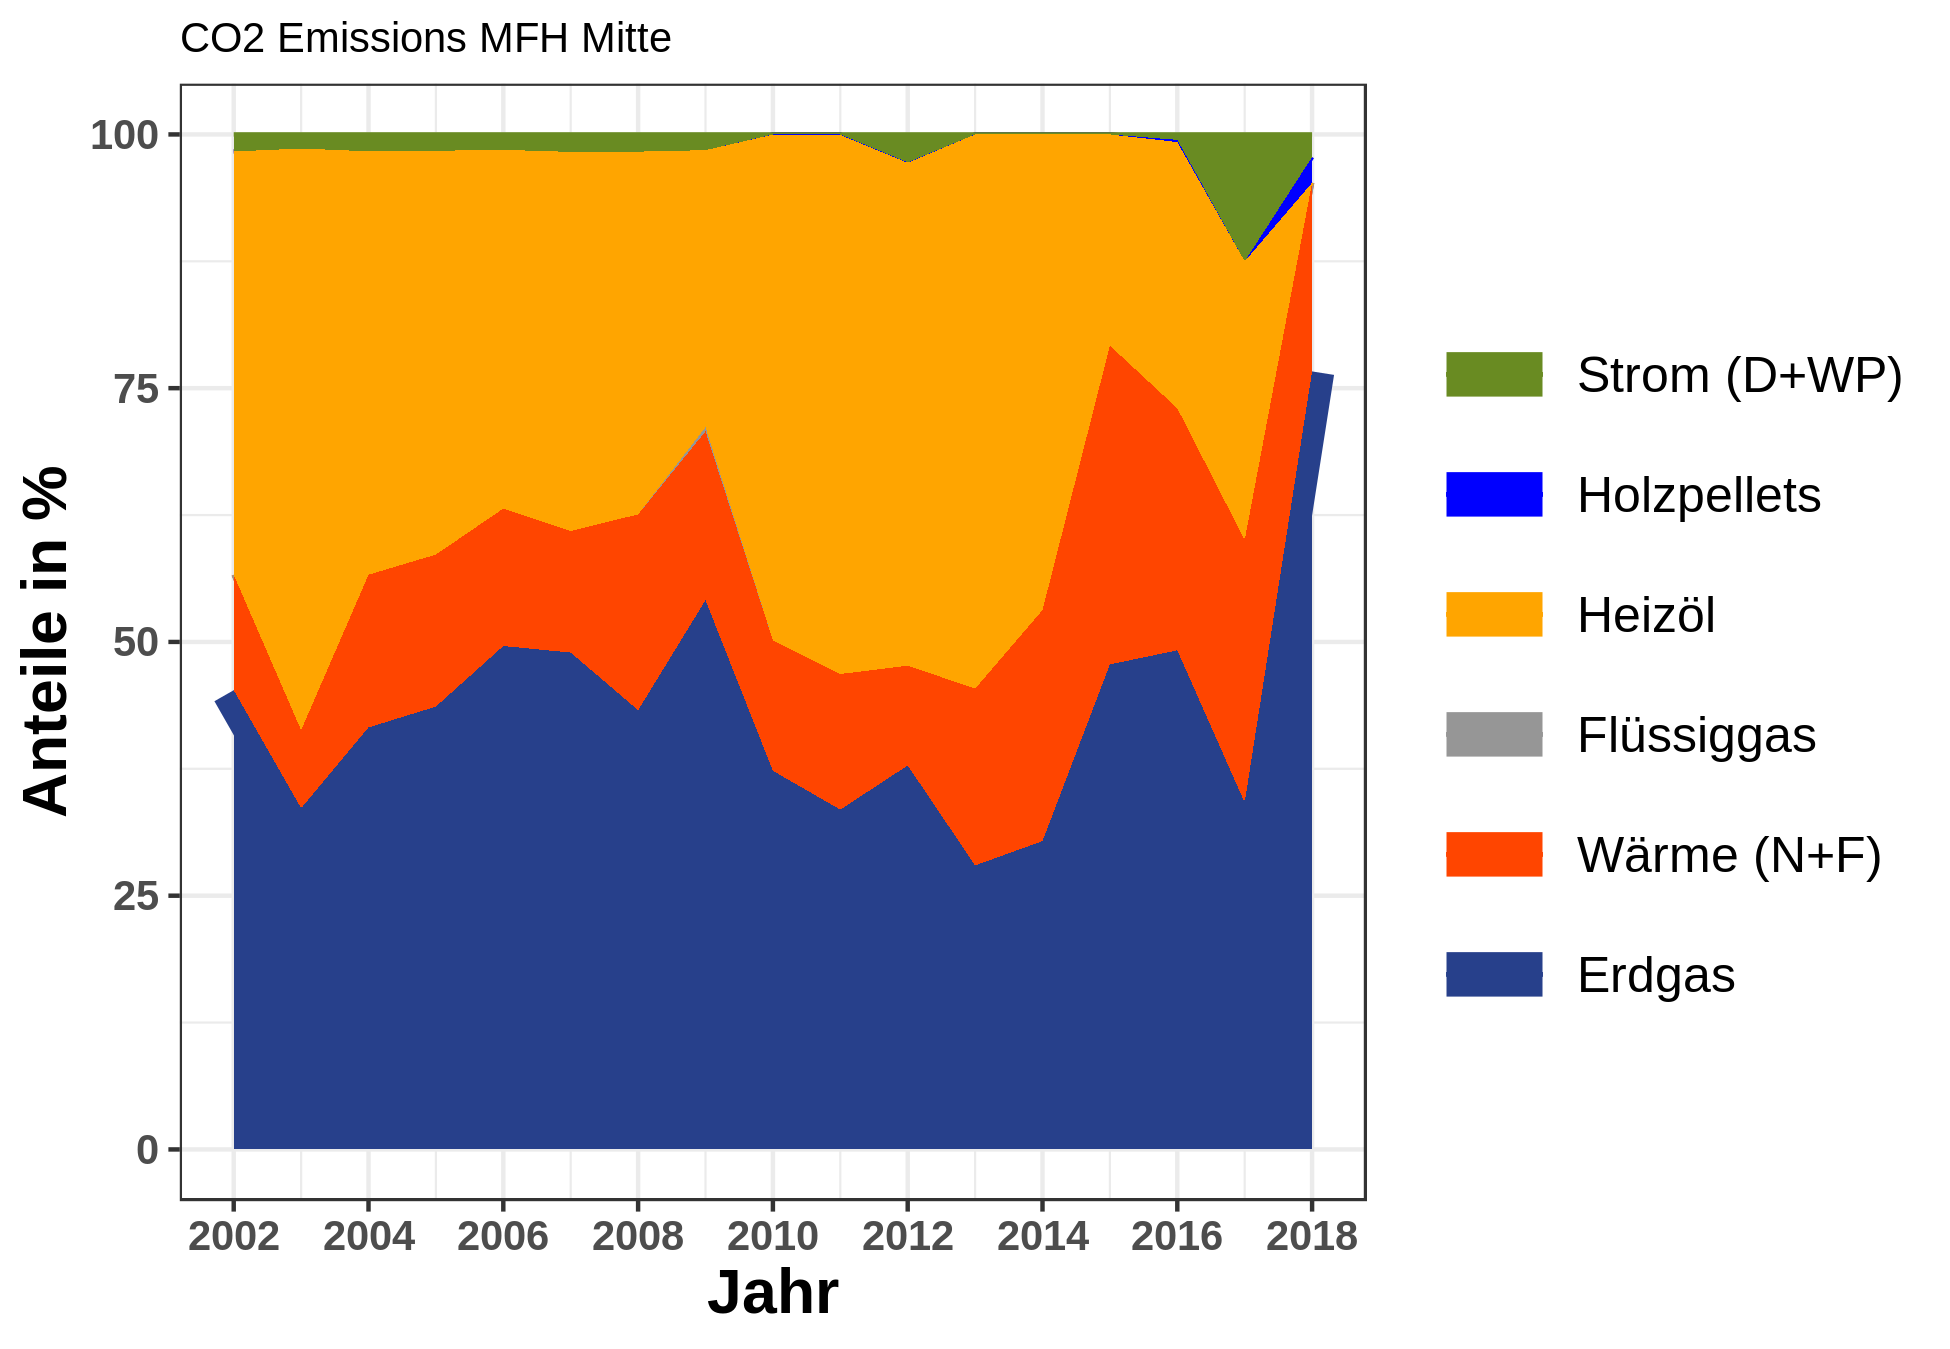 CO2 Emissions MFH Mitte
Anteile in %
100
75
50
25
0
2002 2004 2006 2008 2010 2012 2014 2016 2018
Jahr
Strom (D+WP)
Holzpellets
Heizöl
Flüssiggas
Wärme (N+F)
Erdgas